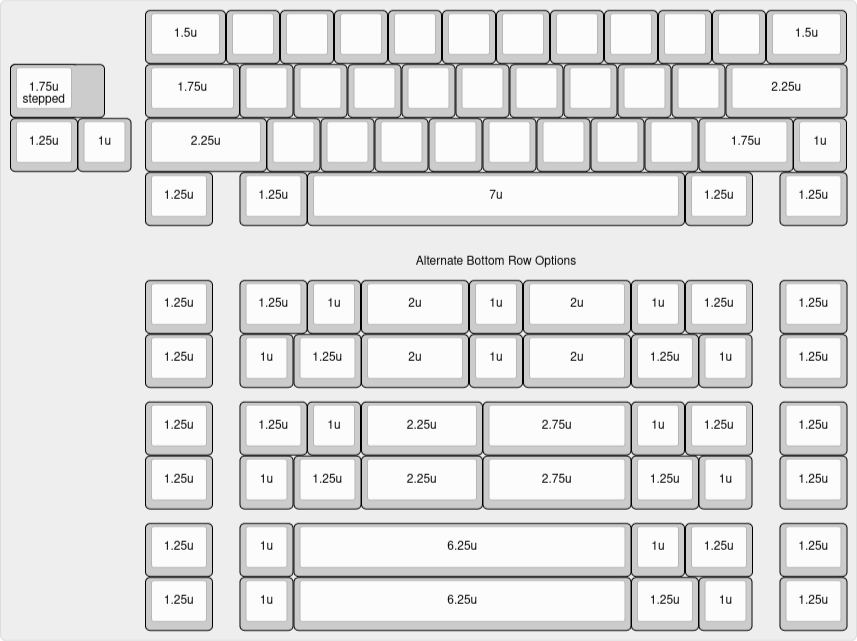 1.5u 1.5u
1.75u
stepped
1.75u 2.25u
1.25u 1u 2.25u 1.75u 1u
1.25u 1.25u 7u 1.25u 1.25u
Alternate Bottom Row Options
1.25u 1.25u 1u 2u 1u 2u 1u 1.25u 1.25u
1.25u 1u 1.25u 2u 1u 2u 1.25u 1u 1.25u
1.25u 1.25u 1u 2.25u 2.75u 1u 1.25u 1.25u
1.25u 1u 1.25u 2.25u 2.75u 1.25u 1u 1.25u
1.25u 1u 6.25u 1u 1.25u 1.25u
1.25u 1u 6.25u 1.25u 1u 1.25u